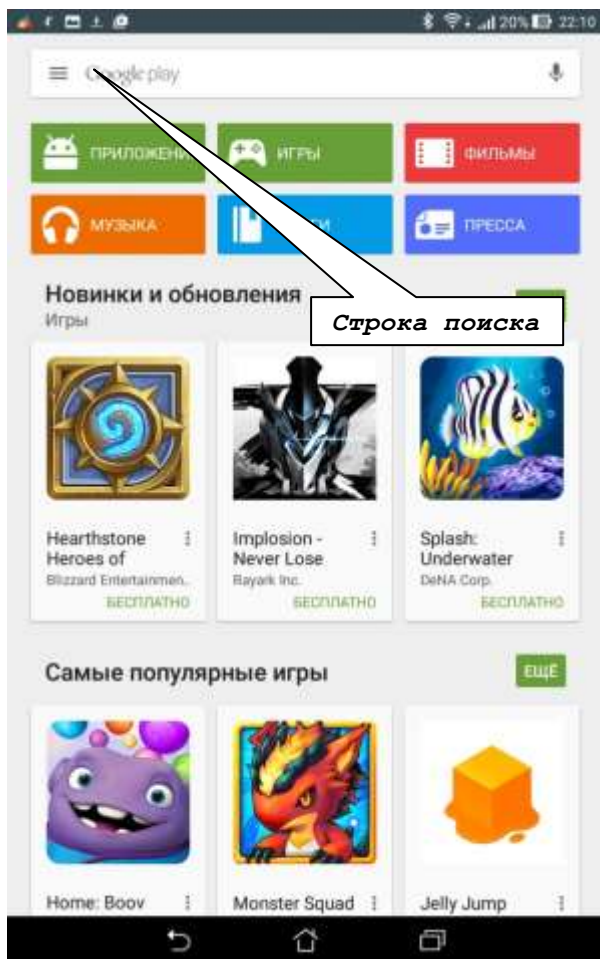 20% 22:10
Google play
ПРИЛОЖЕНИ
ИГРЫ
ФИЛЬМЫ
МУЗЫКА
ПРЕССА
Новинки и обновления
Игры
Строка поиска
Hearthstone
Heroes of
Blizzard Entertainmen..
БЕСПЛАТНО
Implosion -
Never Lose
Rayark Inc.
БЕСПЛАТНО
Splash:
Underwater
DeNA Corp.
БЕСПЛАТНО
Самые популярные игры
ЕЩЁ
Home: Boov
Monster Squad
Jelly Jump